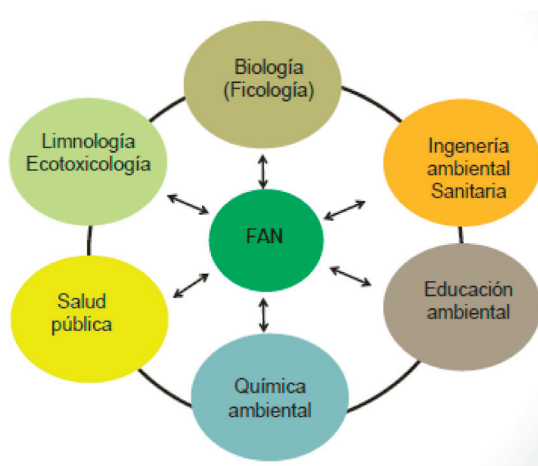 Biología
(Ficología)
Limnología
Ecotoxicología
Ingenería
ambiental
Sanitaria
FAN
Salud
pública
Educación
ambiental
Química
ambiental